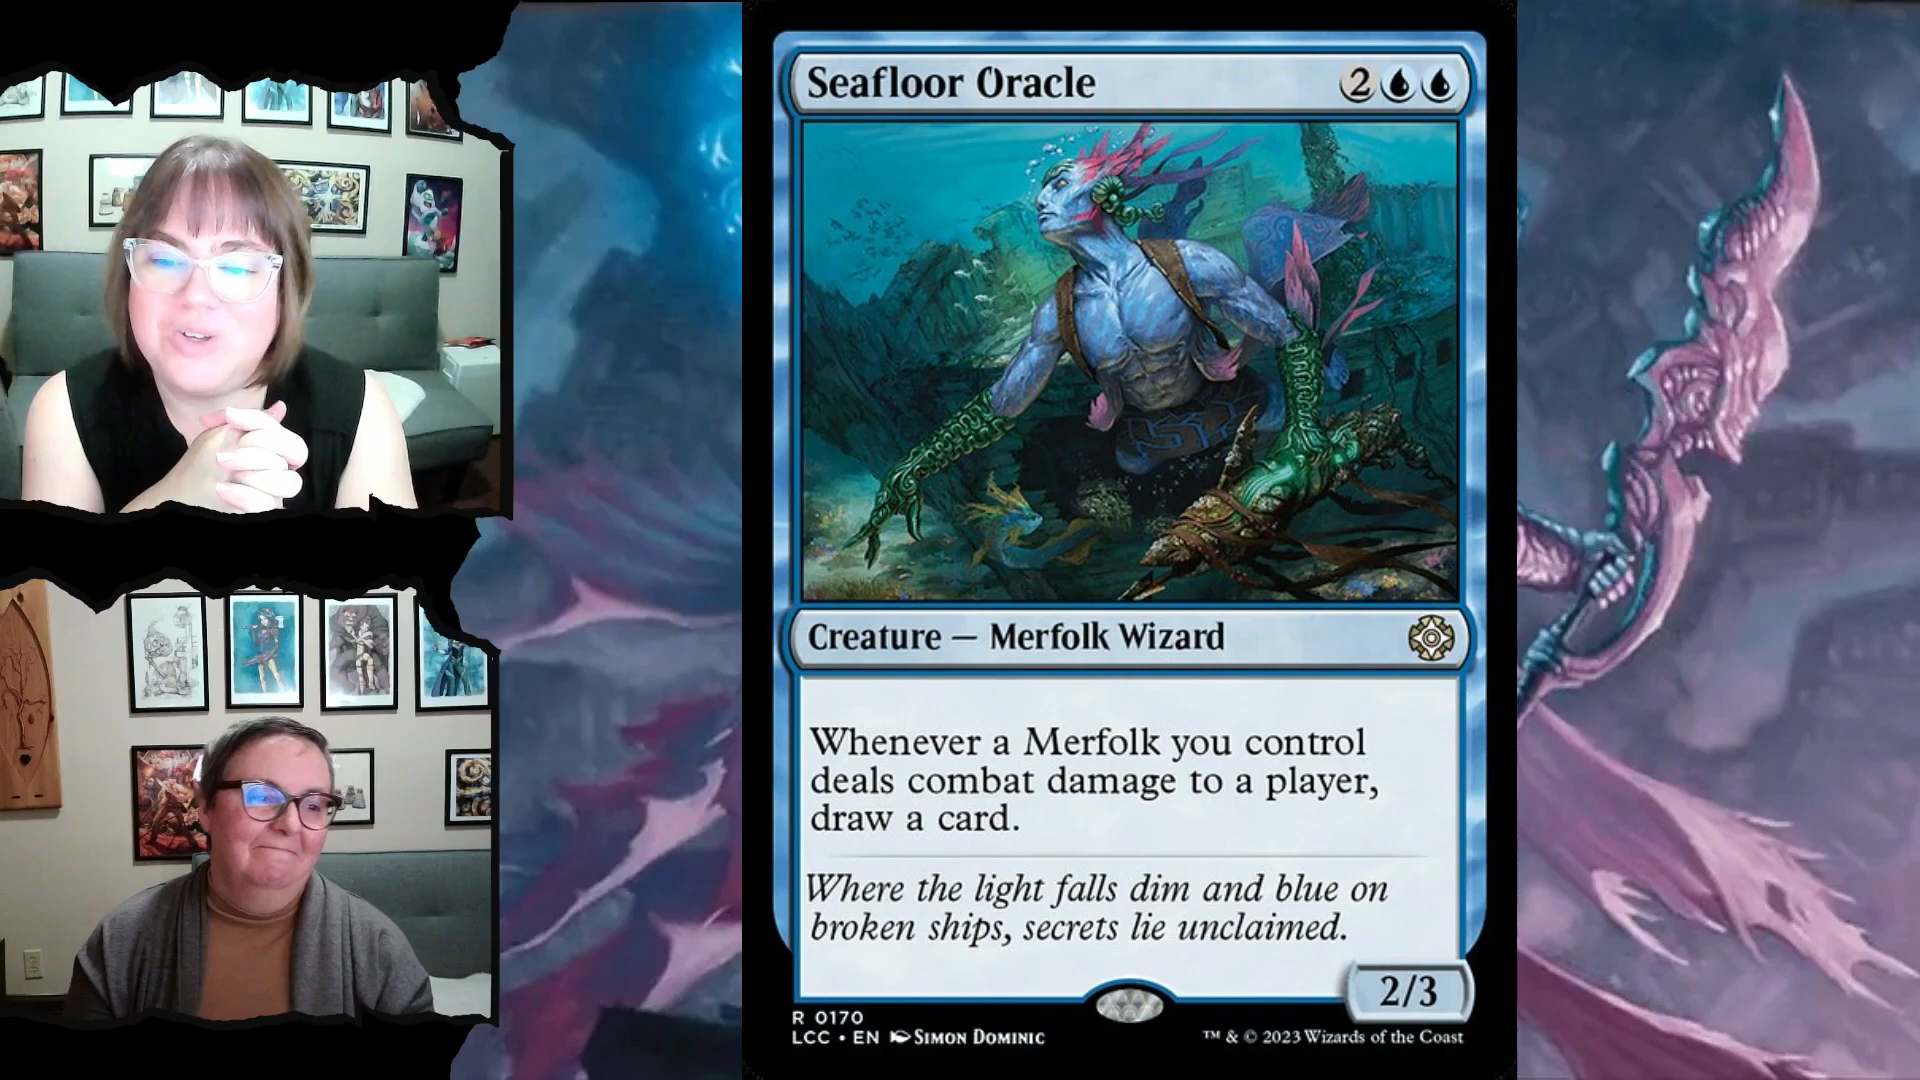 Seafloor Oracle 2
Creature — Merfolk Wizard
Whenever a Merfolk you control
deals combat damage to a player,
draw a card.
Where the light falls dim and blue on
broken ships, secrets lie unclaimed.
2/3
R 0170
LCC • EN SIMON DOMINIC
™ & © 2023 Wizards of the Coast